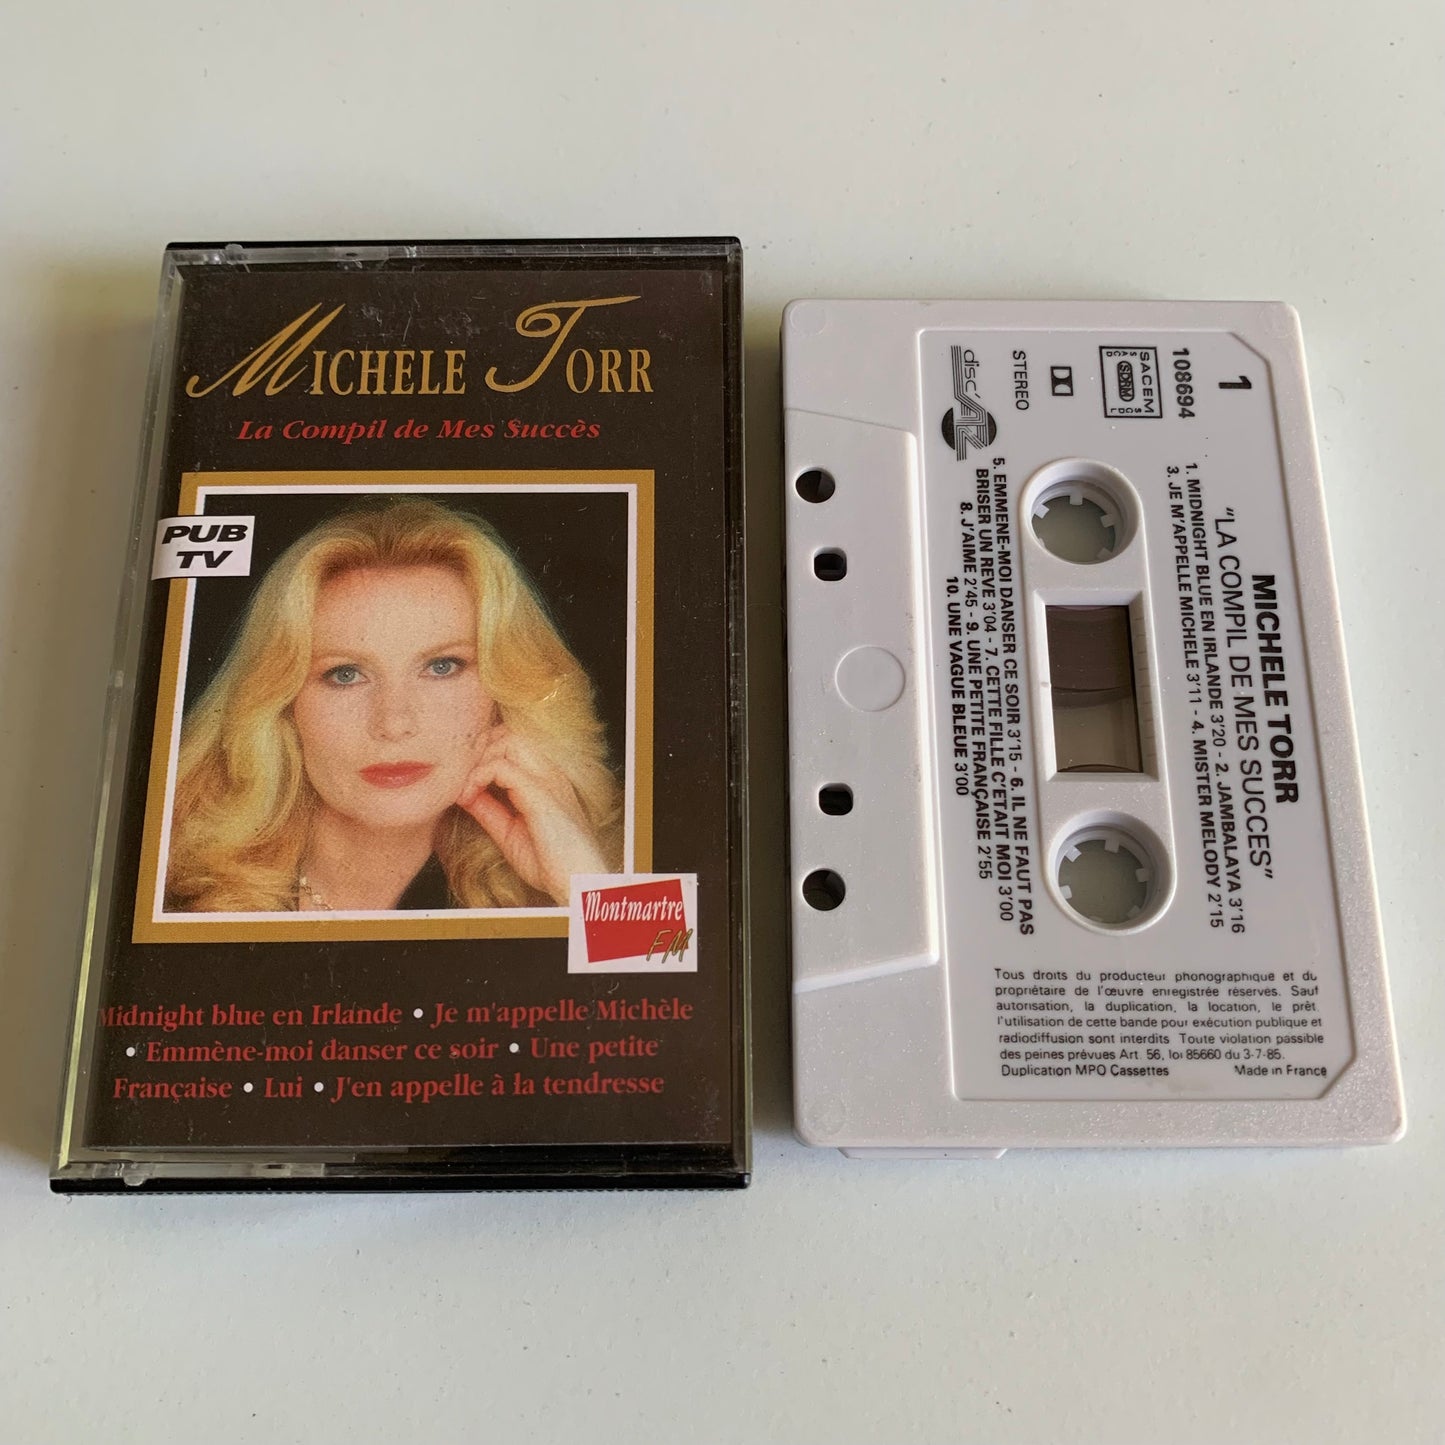 MICHELE TORR
La Compil de Mes Succès
PUB
TV
Montmartre
FM
Midnight blue en Irlande • Je m'appelle Michèle
• Emmène-moi danser ce soir • Une petite
Française • Lui • J'en appelle à la tendresse
1
108694
SACEM
SDRM
SACD
SGDL
STEREO
disc'AZ
MICHELE TORR
"LA COMPIL DE MES SUCCES"
1. MIDNIGHT BLUE EN IRLANDE 3'20 - 2. JAMBALAYA 3'16
3. JE M'APPELLE MICHELE 3'11 - 4. MISTER MELODY 2'15
5. EMMENE-MOI DANSER CE SOIR 3'15 - 6. IL NE FAUT PAS
BRISER UN REVE 3'04 - 7. CETTE FILLE C'ETAIT MOI 3'00
8. J'AIME 2'45 - 9. UNE PETITE FRANÇAISE 2'55
10. UNE VAGUE BLEUE 3'00
Tous droits du producteur phonographique et du
propriétaire de l'œuvre enregistrée réservés. Sauf
autorisation, la duplication, la location, le prêt,
l'utilisation de cette bande pour exécution publique et
radiodiffusion sont interdits Toute violation passible
des peines prévues Art. 56, loi 85660 du 3-7-85.
Duplication MPO Cassettes Made in France